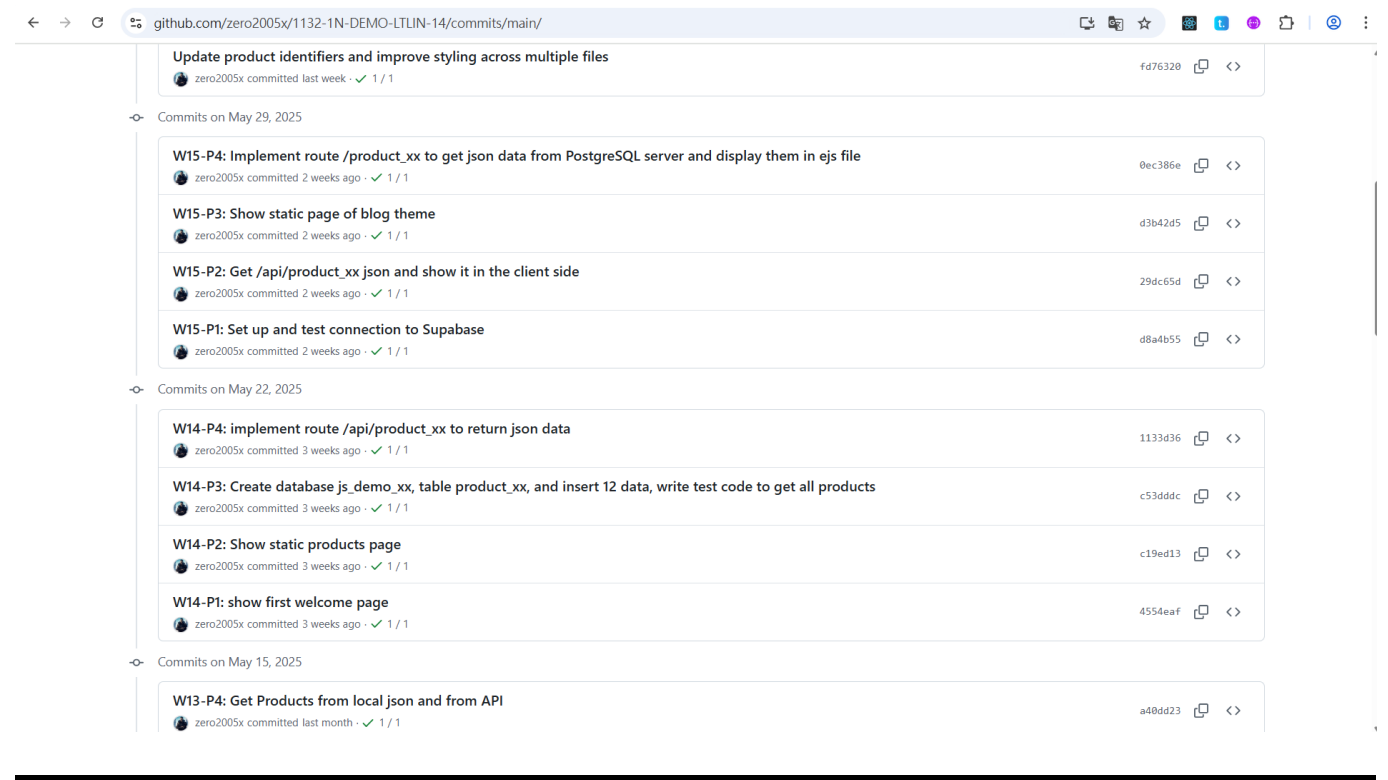 github.com/zero2005x/1132-1N-DEMO-LTLIN-14/commits/main/
Update product identifiers and improve styling across multiple files
zero2005x committed last week · ✓ 1 / 1
fd76320
Commits on May 29, 2025
W15-P4: Implement route /product_xx to get json data from PostgreSQL server and display them in ejs file
zero2005x committed 2 weeks ago · ✓ 1 / 1
0ec386e
W15-P3: Show static page of blog theme
zero2005x committed 2 weeks ago · ✓ 1 / 1
d3b42d5
W15-P2: Get /api/product_xx json and show it in the client side
zero2005x committed 2 weeks ago · ✓ 1 / 1
29dc65d
W15-P1: Set up and test connection to Supabase
zero2005x committed 2 weeks ago · ✓ 1 / 1
d8a4b55
Commits on May 22, 2025
W14-P4: implement route /api/product_xx to return json data
zero2005x committed 3 weeks ago · ✓ 1 / 1
1133d36
W14-P3: Create database js_demo_xx, table product_xx, and insert 12 data, write test code to get all products
zero2005x committed 3 weeks ago · ✓ 1 / 1
c53dddc
W14-P2: Show static products page
zero2005x committed 3 weeks ago · ✓ 1 / 1
c19ed13
W14-P1: show first welcome page
zero2005x committed 3 weeks ago · ✓ 1 / 1
4554eaf
Commits on May 15, 2025
W13-P4: Get Products from local json and from API
zero2005x committed last month · ✓ 1 / 1
a40dd23